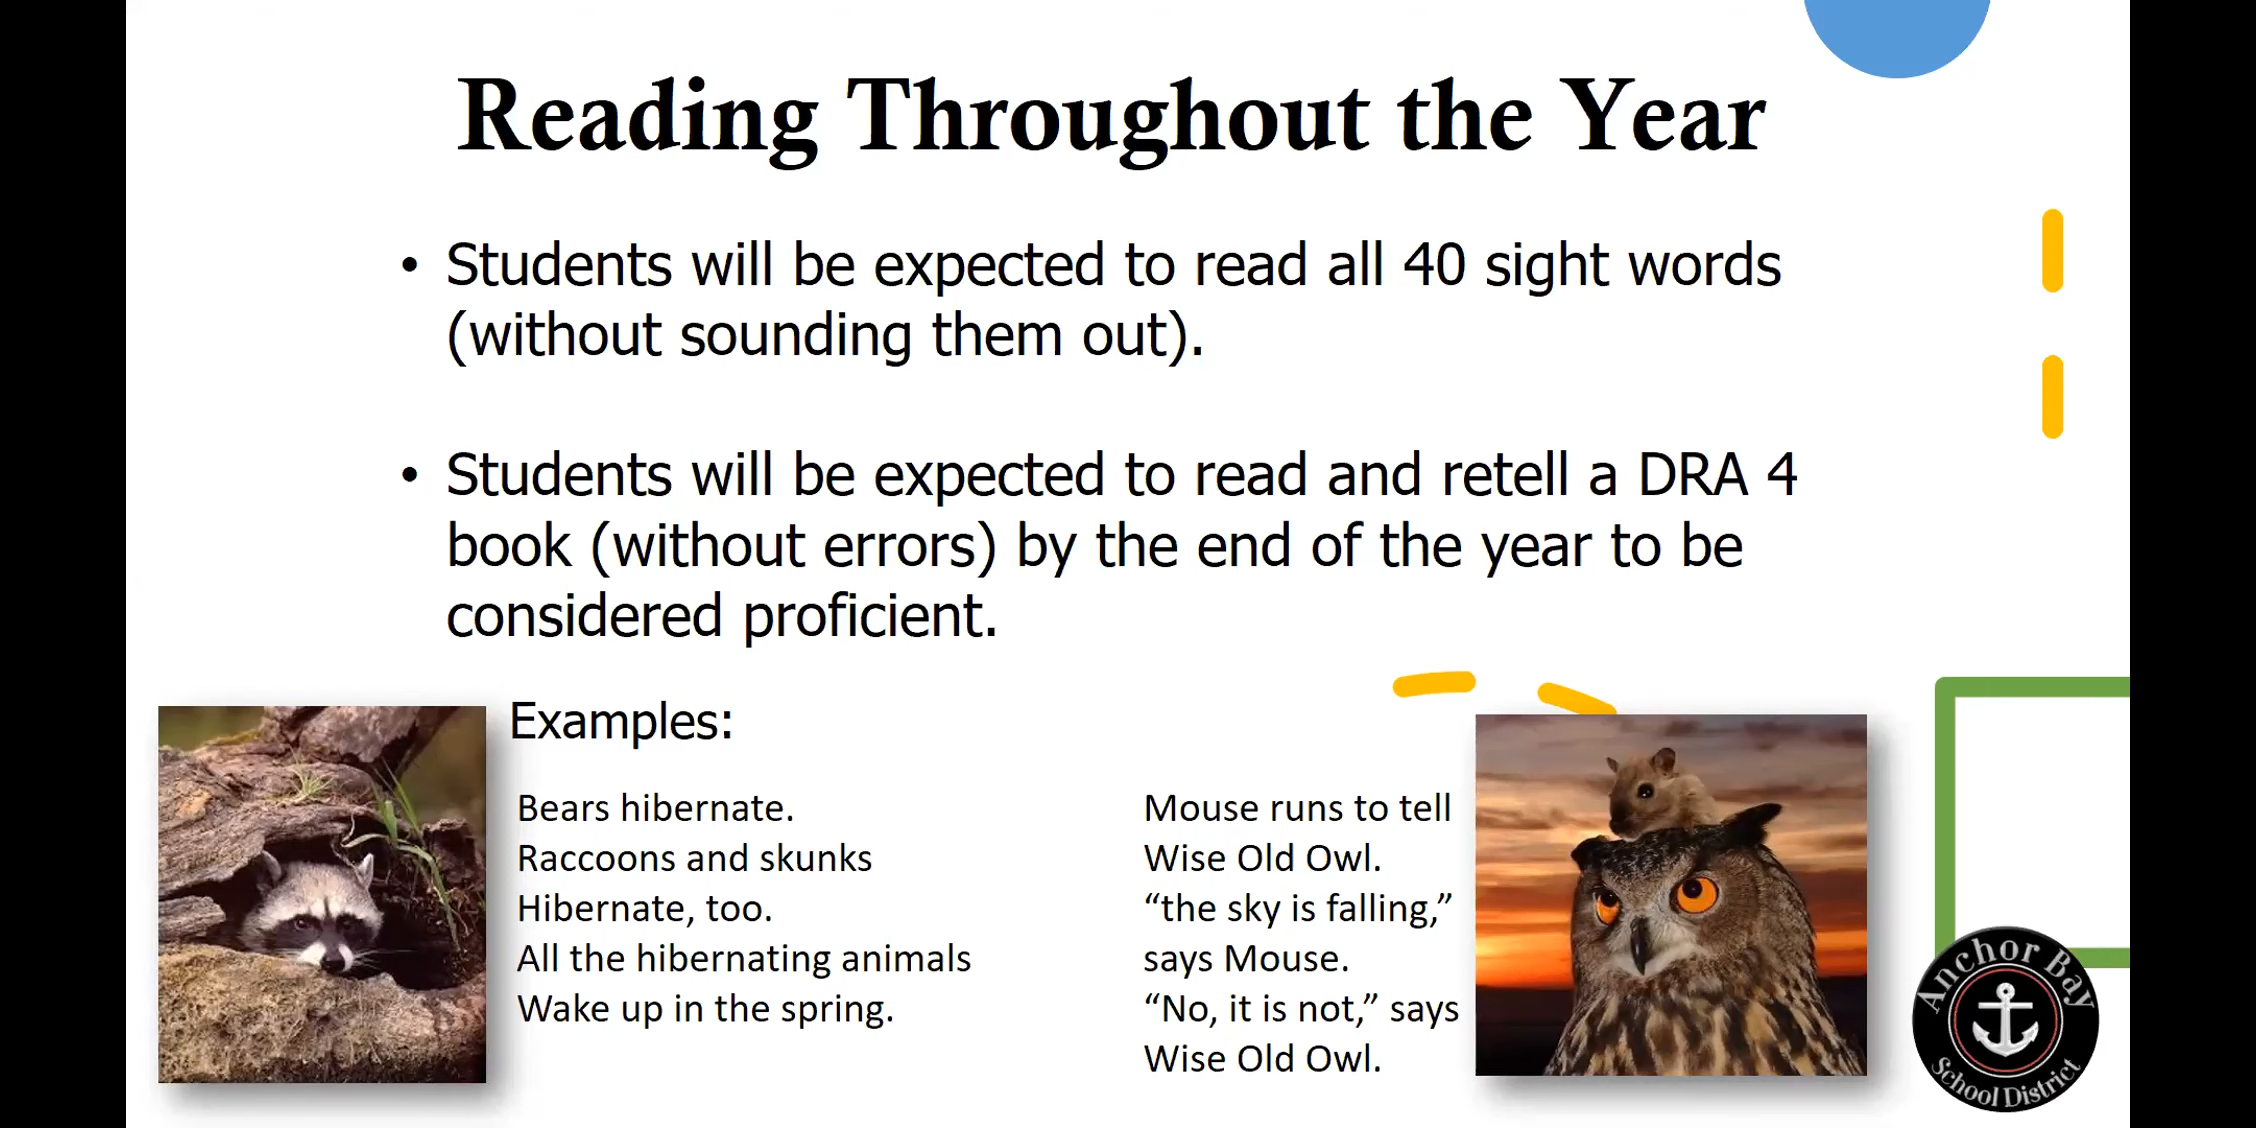 Reading Throughout the Year
• Students will be expected to read all 40 sight words
(without sounding them out).
• Students will be expected to read and retell a DRA 4
book (without errors) by the end of the year to be
considered proficient.
Examples:
Bears hibernate.
Raccoons and skunks
Hibernate, too.
All the hibernating animals
Wake up in the spring.
Mouse runs to tell
Wise Old Owl.
“the sky is falling,”
says Mouse.
“No, it is not,” says
Wise Old Owl.
Anchor Bay
School District